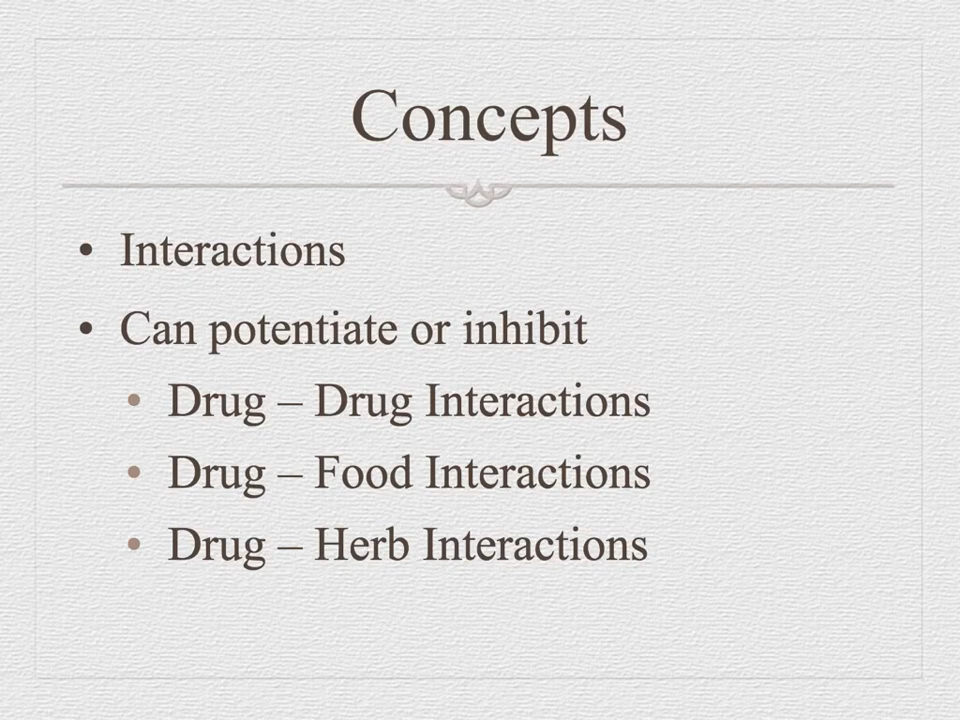 Concepts
• Interactions
• Can potentiate or inhibit
• Drug – Drug Interactions
• Drug – Food Interactions
• Drug – Herb Interactions